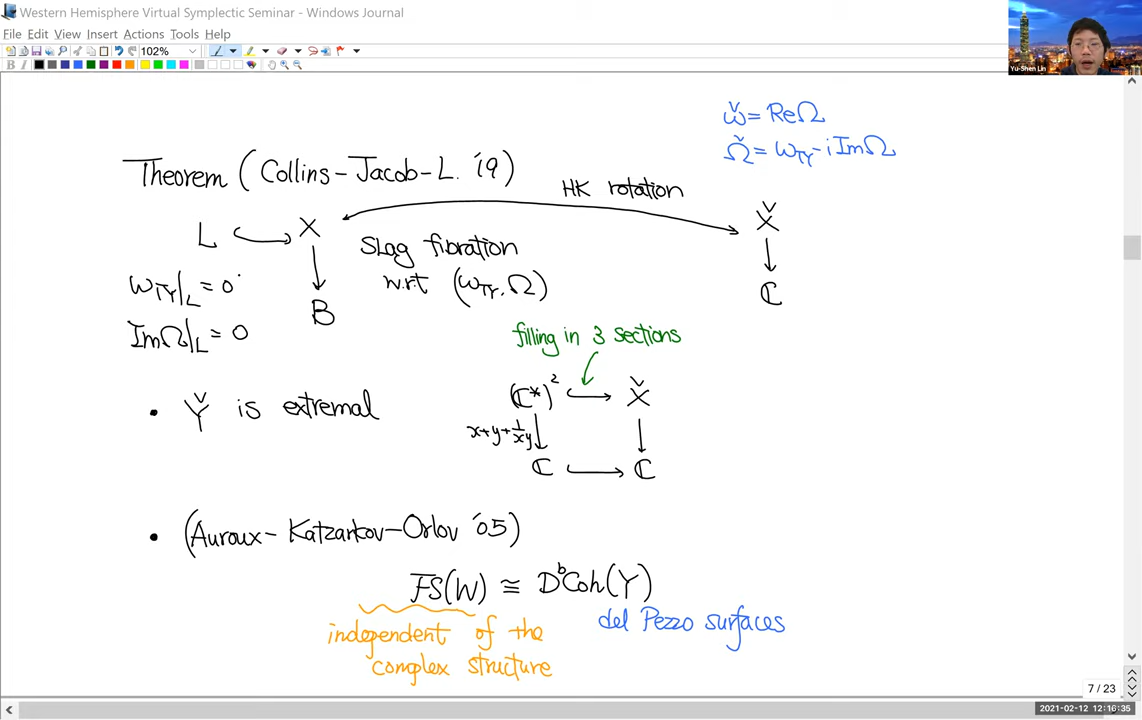 Western Hemisphere Virtual Symplectic Seminar - Windows Journal
File Edit View Insert Actions Tools Help
102%
B I
Yu-Shen Lin
ω̌ = ReΩ
Ω̌ = ω_TY - i ImΩ
Theorem (Collins-Jacob-L. '19)
HK rotation
L ↪ X
X̌
SLag fibration
w.r.t (ω_TY, Ω)
ω_TY|_L = 0
B
ℂ
ImΩ|_L = 0
filling in 3 sections
• Y̌ is extremal
(ℂ*)² ↪ X̌
x+y+1/xy
ℂ ↪ ℂ
• (Auroux-Katzarkov-Orlov '05)
FS(W) ≅ D^bCoh(Y)
independent of the
complex structure
del Pezzo surfaces
7 / 23
2021-02-12 12:16:35